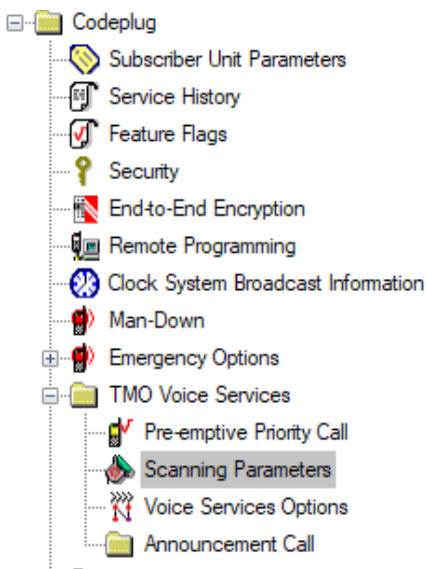 Codeplug
Subscriber Unit Parameters
Service History
Feature Flags
Security
End-to-End Encryption
Remote Programming
Clock System Broadcast Information
Man-Down
Emergency Options
TMO Voice Services
Pre-emptive Priority Call
Scanning Parameters
Voice Services Options
Announcement Call